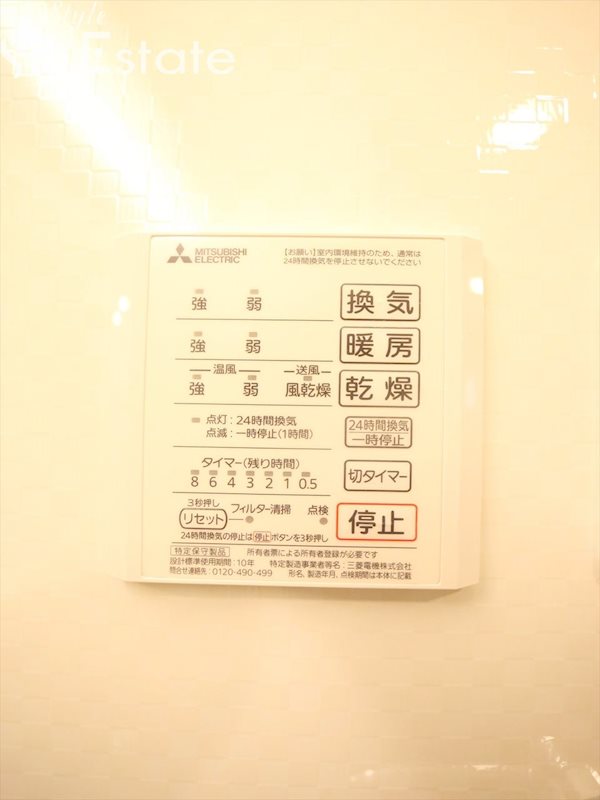 Style
Estate
MITSUBISHI
ELECTRIC
【お願い】室内環境維持のため、通常は
24時間換気を停止させないでください
強 弱 換気
強 弱 暖房
温風 送風
強 弱 風乾燥 乾燥
点灯：24時間換気
点滅：一時停止(1時間)
24時間換気
一時停止
タイマー(残り時間)
8 6 4 3 2 1 0.5
切タイマー
3秒押し
リセット フィルター清掃 点検
停止
24時間換気の停止は停止ボタンを3秒押し
特定保守製品 所有者票による所有者登録が必要です
設計標準使用期間：10年 特定製造事業者等名：三菱電機株式会社
問合せ連絡先：0120-490-499 形名、製造年月、点検期間は本体に記載